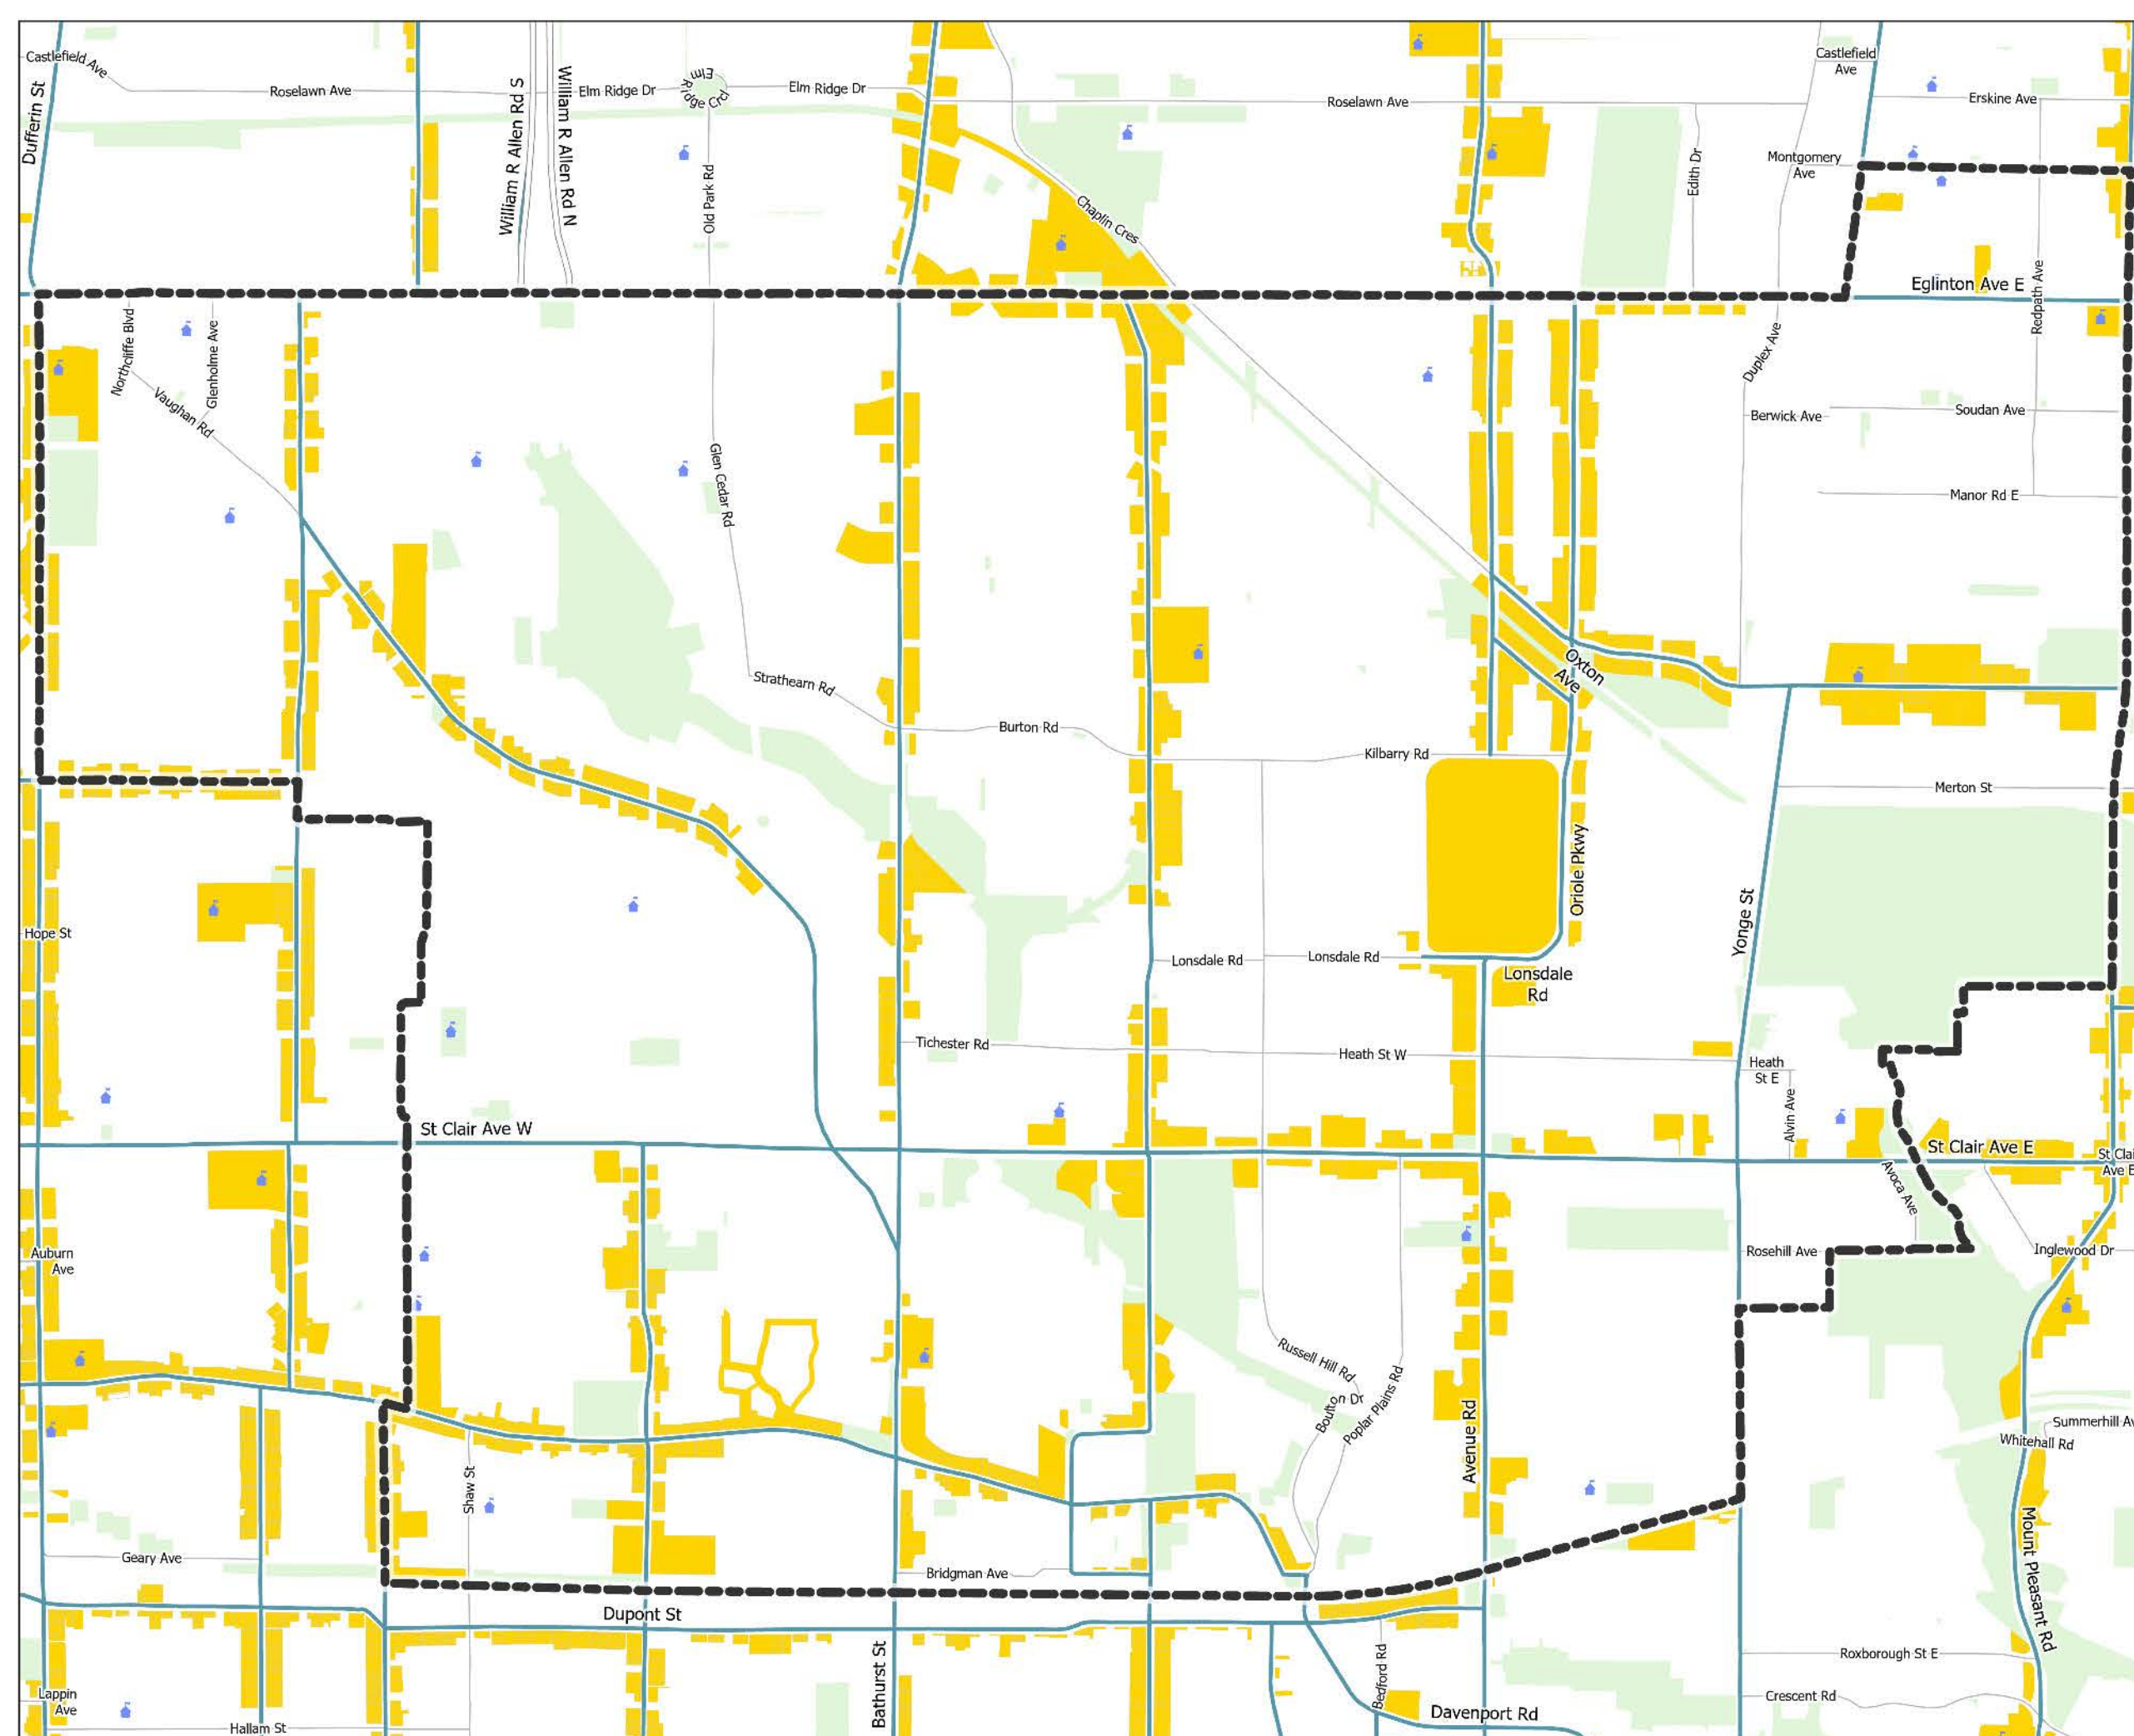 Castlefield Ave
Castlefield
Ave
Roselawn Ave
Elm Ridge Dr
Elm
Ridge Crcl
Elm Ridge Dr
Roselawn Ave
Erskine Ave
Dufferin St
William R Allen Rd S
William R Allen Rd N
Old Park Rd
Chaplin Cres
Edith Dr
Montgomery
Ave
Eglinton Ave E
Redpath Ave
Northcliffe Blvd
Glenholme Ave
Vaughan Rd
Duplex Ave
Berwick Ave
Soudan Ave
Glen Cedar Rd
Manor Rd E
Oxton
Ave
Strathearn Rd
Burton Rd
Kilbarry Rd
Merton St
Oriole Pkwy
Yonge St
Hope St
Lonsdale Rd
Lonsdale Rd
Lonsdale
Rd
Tichester Rd
Heath St W
Heath
St E
Alvin Ave
St Clair Ave W
St Clair Ave E
St Clai
Ave E
Avoca Ave
Auburn
Ave
Rosehill Ave
Inglewood Dr
Russell Hill Rd
Boulton Dr
Poplar Plains Rd
Avenue Rd
Summerhill Av
Whitehall Rd
Shaw St
Mount Pleasant Rd
Geary Ave
Bridgman Ave
Dupont St
Bathurst St
Bedford Rd
Roxborough St E
Lappin
Ave
Crescent Rd
Davenport Rd
Hallam St